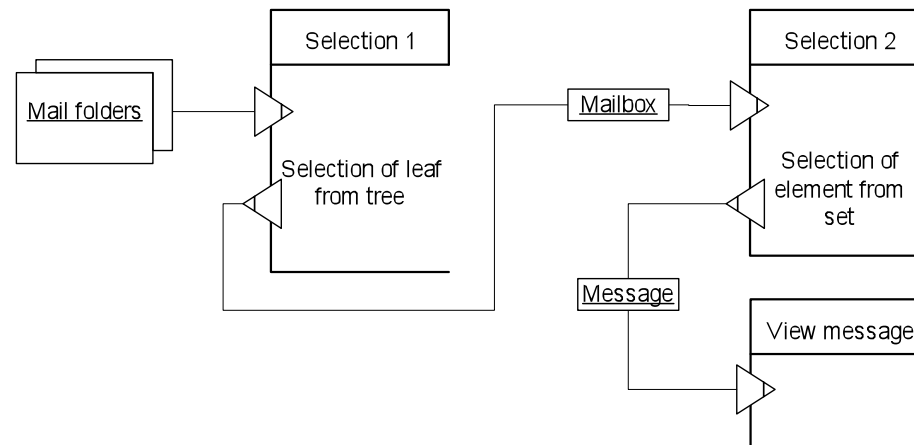 Selection 1
Selection 2
Mail folders
Mailbox
Selection of leaf
from tree
Selection of
element from
set
Message
View message